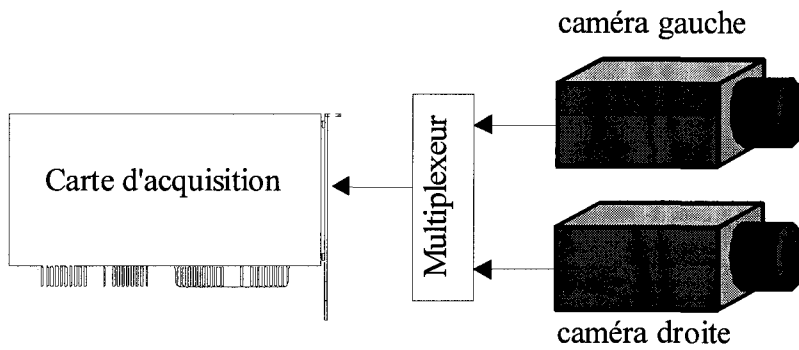 caméra gauche
Carte d'acquisition
Multiplexeur
caméra droite